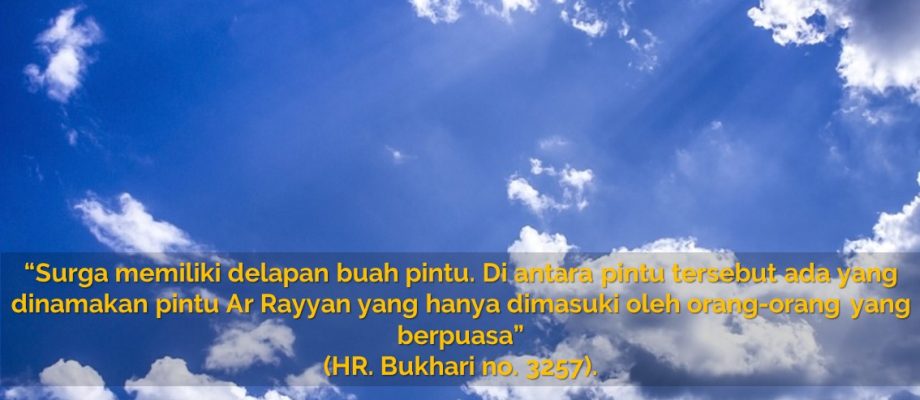 “Surga memiliki delapan buah pintu. Di antara pintu tersebut ada yang
dinamakan pintu Ar Rayyan yang hanya dimasuki oleh orang-orang yang
berpuasa”
(HR. Bukhari no. 3257).